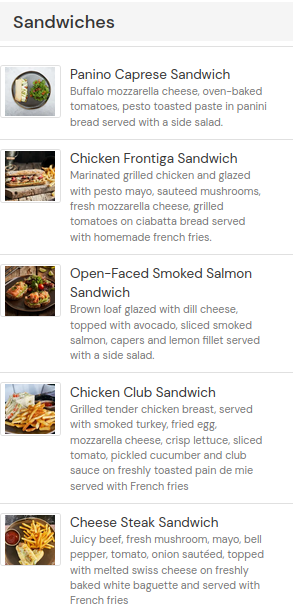 Sandwiches
Panino Caprese Sandwich
Buffalo mozzarella cheese, oven-baked
tomatoes, pesto toasted paste in panini
bread served with a side salad.
Chicken Frontiga Sandwich
Marinated grilled chicken and glazed
with pesto mayo, sauteed mushrooms,
fresh mozzarella cheese, grilled
tomatoes on ciabatta bread served
with homemade french fries.
Open-Faced Smoked Salmon
Sandwich
Brown loaf glazed with dill cheese,
topped with avocado, sliced smoked
salmon, capers and lemon fillet served
with a side salad.
Chicken Club Sandwich
Grilled tender chicken breast, served
with smoked turkey, fried egg,
mozzarella cheese, crisp lettuce, sliced
tomato, pickled cucumber and club
sauce on freshly toasted pain de mie
served with French fries
Cheese Steak Sandwich
Juicy beef, fresh mushroom, mayo, bell
pepper, tomato, onion sautéed, topped
with melted swiss cheese on freshly
baked white baguette and served with
French fries